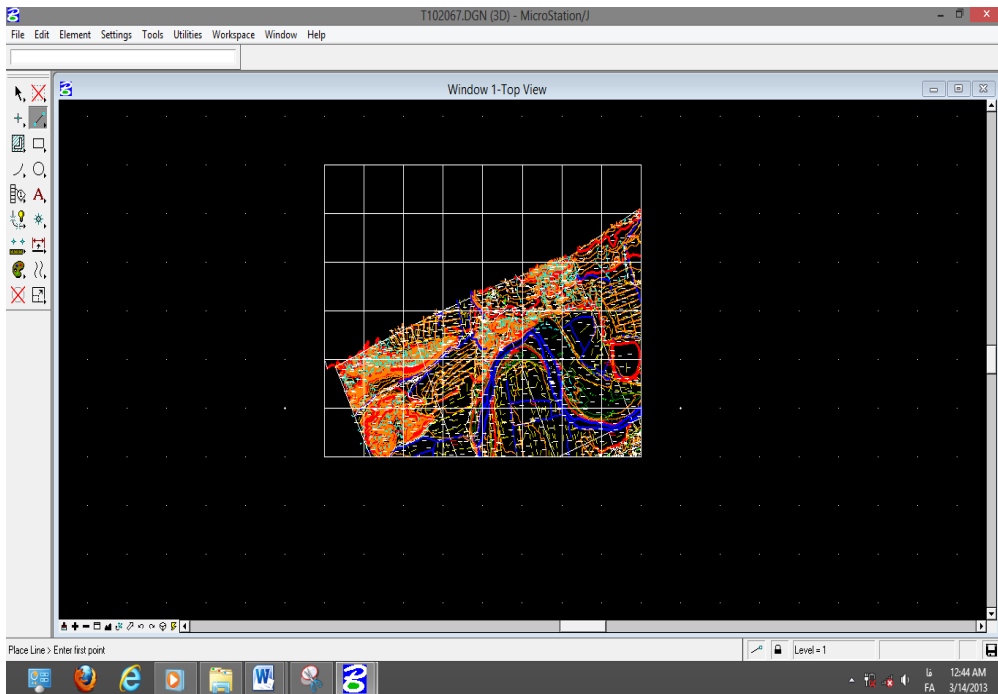 T102067.DGN (3D) - MicroStation/J
File Edit Element Settings Tools Utilities Workspace Window Help
Window 1-Top View
Place Line > Enter first point
Level = 1
فا 12:44 AM
FA 3/14/2013